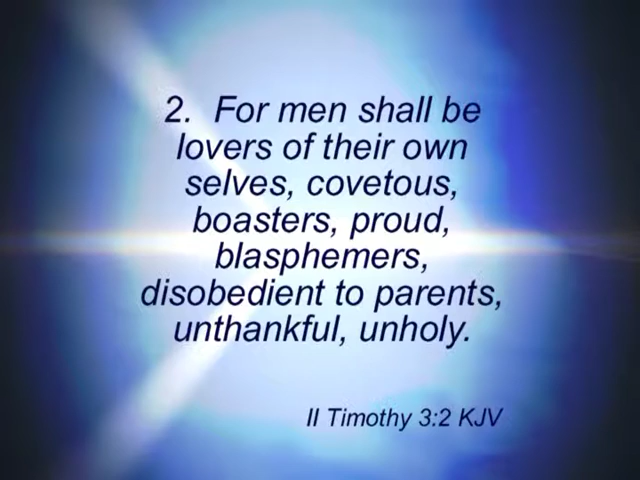 2.  For men shall be
lovers of their own
selves, covetous,
boasters, proud,
blasphemers,
disobedient to parents,
unthankful, unholy.
II Timothy 3:2 KJV